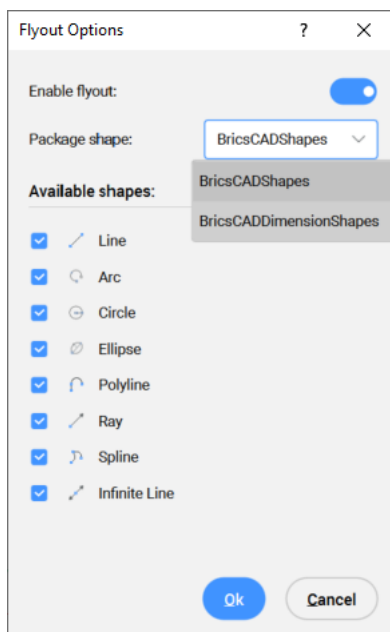 Flyout Options
Enable flyout:
Package shape: BricsCADShapes
BricsCADShapes
Available shapes:
BricsCADDimensionShapes
Line
Arc
Circle
Ellipse
Polyline
Ray
Spline
Infinite Line
Ok Cancel